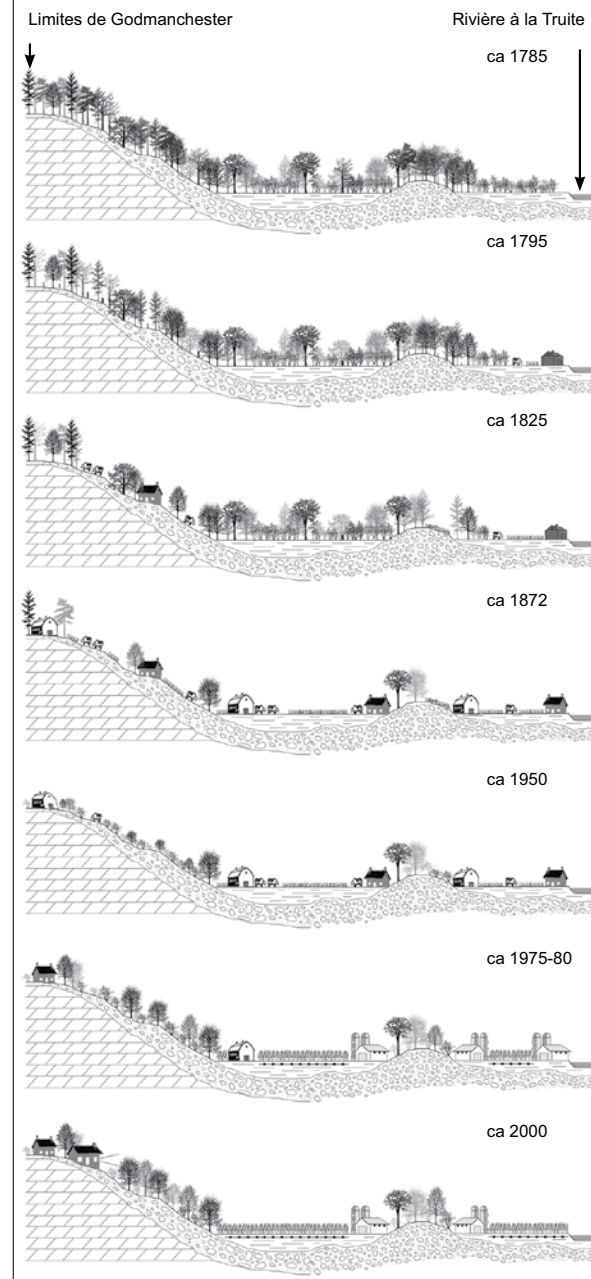 Limites de Godmanchester
Rivière à la Truite
ca 1785
ca 1795
ca 1825
ca 1872
ca 1950
ca 1975-80
ca 2000